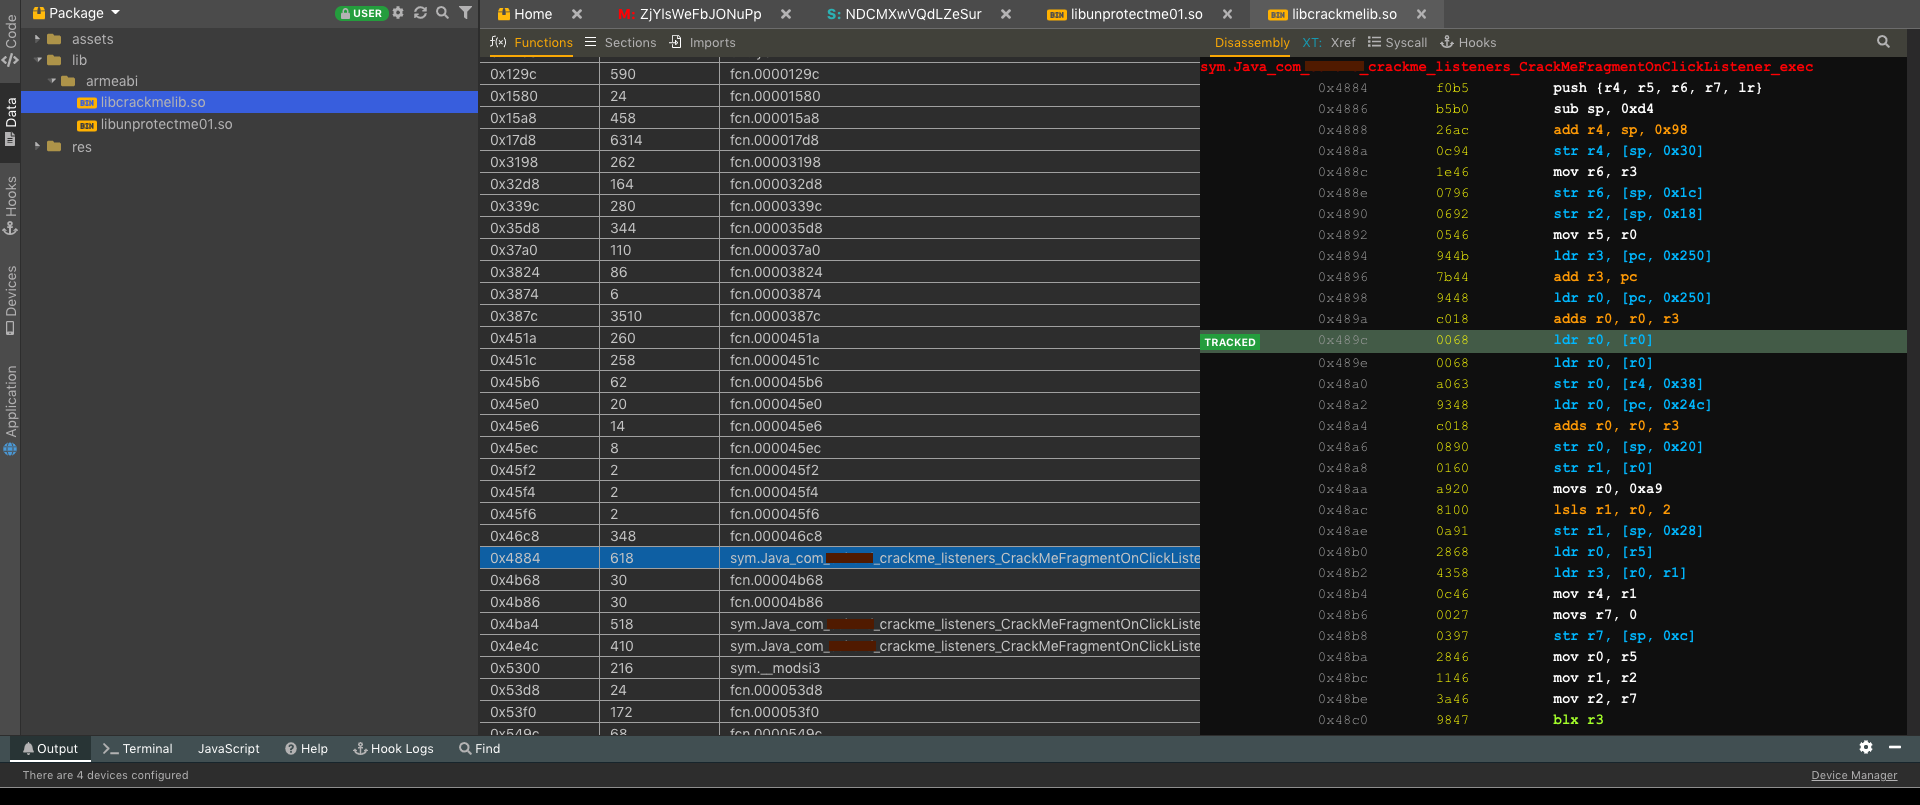 Package
USER
Home
M: ZjYlsWeFbJONuPp
S: NDCMXwVQdLZeSur
BIN libunprotectme01.so
BIN libcrackmelib.so
Code
Data
Hooks
Devices
Application
assets
lib
armeabi
BIN libcrackmelib.so
BIN libunprotectme01.so
res
f(x) Functions
Sections
Imports
0x129c 590 fcn.0000129c
0x1580 24 fcn.00001580
0x15a8 458 fcn.000015a8
0x17d8 6314 fcn.000017d8
0x3198 262 fcn.00003198
0x32d8 164 fcn.000032d8
0x339c 280 fcn.0000339c
0x35d8 344 fcn.000035d8
0x37a0 110 fcn.000037a0
0x3824 86 fcn.00003824
0x3874 6 fcn.00003874
0x387c 3510 fcn.0000387c
0x451a 260 fcn.0000451a
0x451c 258 fcn.0000451c
0x45b6 62 fcn.000045b6
0x45e0 20 fcn.000045e0
0x45e6 14 fcn.000045e6
0x45ec 8 fcn.000045ec
0x45f2 2 fcn.000045f2
0x45f4 2 fcn.000045f4
0x45f6 2 fcn.000045f6
0x46c8 348 fcn.000046c8
0x4884 618 sym.Java_com_ _crackme_listeners_CrackMeFragmentOnClickListe
0x4b68 30 fcn.00004b68
0x4b86 30 fcn.00004b86
0x4ba4 518 sym.Java_com_ _crackme_listeners_CrackMeFragmentOnClickListe
0x4e4c 410 sym.Java_com_ _crackme_listeners_CrackMeFragmentOnClickListe
0x5300 216 sym.__modsi3
0x53d8 24 fcn.000053d8
0x53f0 172 fcn.000053f0
0x549c 68 fcn.0000549c
Disassembly
XT: Xref
Syscall
Hooks
sym.Java_com_ _crackme_listeners_CrackMeFragmentOnClickListener_exec
0x4884 f0b5 push {r4, r5, r6, r7, lr}
0x4886 b5b0 sub sp, 0xd4
0x4888 26ac add r4, sp, 0x98
0x488a 0c94 str r4, [sp, 0x30]
0x488c 1e46 mov r6, r3
0x488e 0796 str r6, [sp, 0x1c]
0x4890 0692 str r2, [sp, 0x18]
0x4892 0546 mov r5, r0
0x4894 944b ldr r3, [pc, 0x250]
0x4896 7b44 add r3, pc
0x4898 9448 ldr r0, [pc, 0x250]
0x489a c018 adds r0, r0, r3
TRACKED 0x489c 0068 ldr r0, [r0]
0x489e 0068 ldr r0, [r0]
0x48a0 a063 str r0, [r4, 0x38]
0x48a2 9348 ldr r0, [pc, 0x24c]
0x48a4 c018 adds r0, r0, r3
0x48a6 0890 str r0, [sp, 0x20]
0x48a8 0160 str r1, [r0]
0x48aa a920 movs r0, 0xa9
0x48ac 8100 lsls r1, r0, 2
0x48ae 0a91 str r1, [sp, 0x28]
0x48b0 2868 ldr r0, [r5]
0x48b2 4358 ldr r3, [r0, r1]
0x48b4 0c46 mov r4, r1
0x48b6 0027 movs r7, 0
0x48b8 0397 str r7, [sp, 0xc]
0x48ba 2846 mov r0, r5
0x48bc 1146 mov r1, r2
0x48be 3a46 mov r2, r7
0x48c0 9847 blx r3
Output
Terminal
JavaScript
Help
Hook Logs
Find
There are 4 devices configured
Device Manager